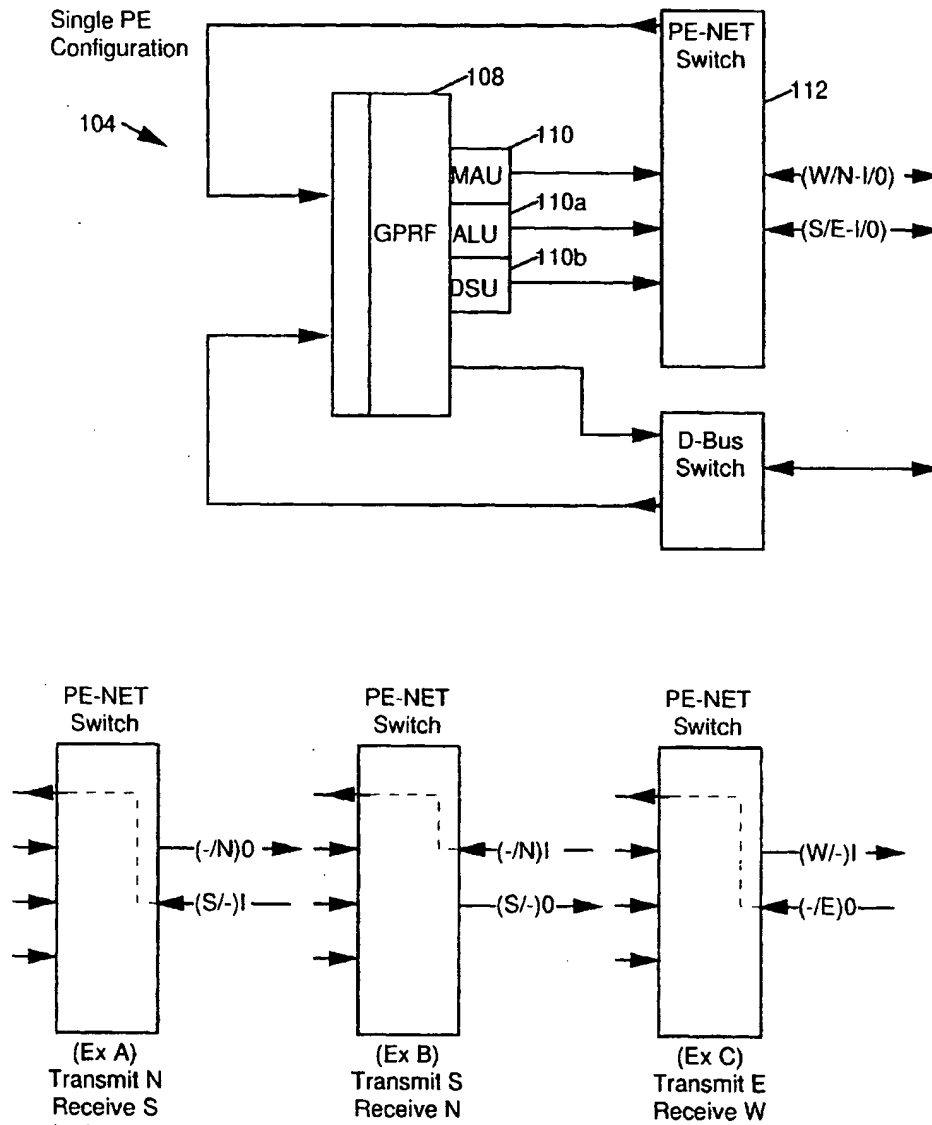 Single PE
Configuration
PE-NET
Switch
108
112
104
110
MAU
(W/N-I/0)
110a
GPRF
ALU
(S/E-I/0)
110b
DSU
D-Bus
Switch
PE-NET
Switch
PE-NET
Switch
PE-NET
Switch
(-/N)0
(-/N)I
(W/-)I
(S/-)I
(S/-)0
(-/E)0
(Ex A)
Transmit N
Receive S
(Ex B)
Transmit S
Receive N
(Ex C)
Transmit E
Receive W